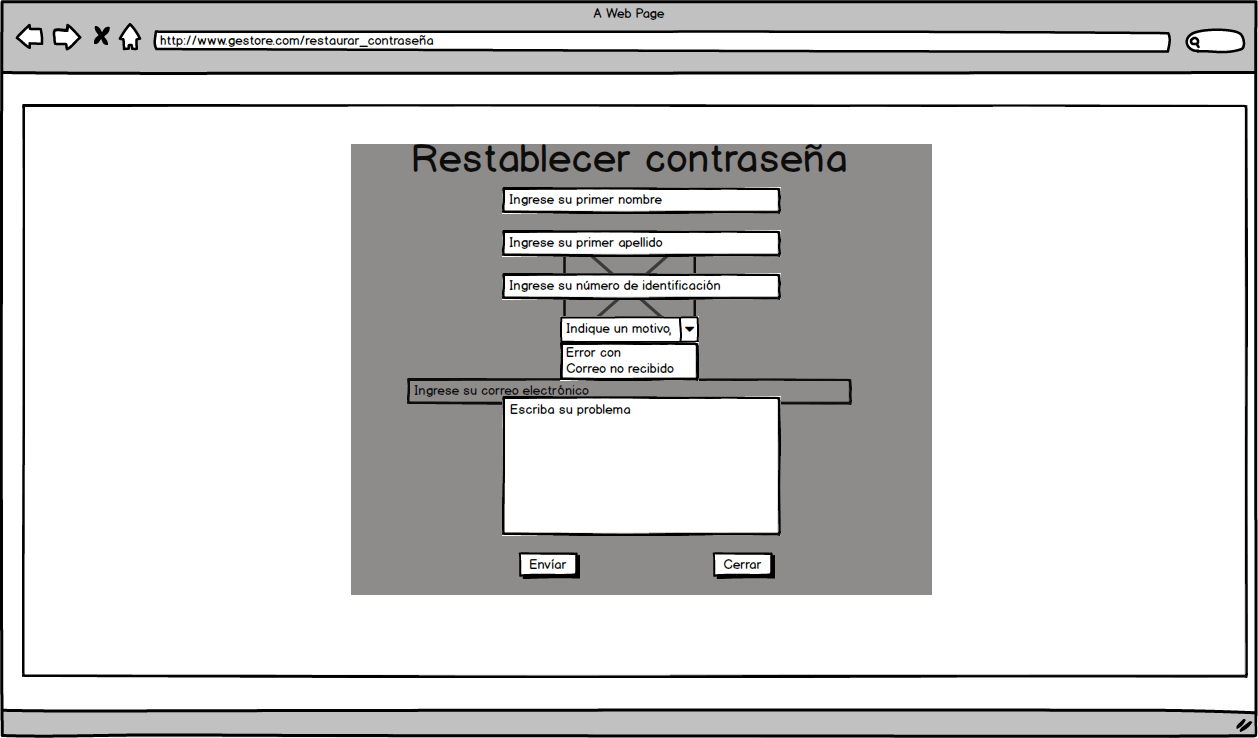 A Web Page
http://www.gestore.com/restaurar_contraseña
Restablecer contraseña
Ingrese su primer nombre
Ingrese su primer apellido
Ingrese su número de identificación
Indique un motivo,
Error con
Correo no recibido
Ingrese su correo electrónico
Escriba su problema
Envíar
Cerrar